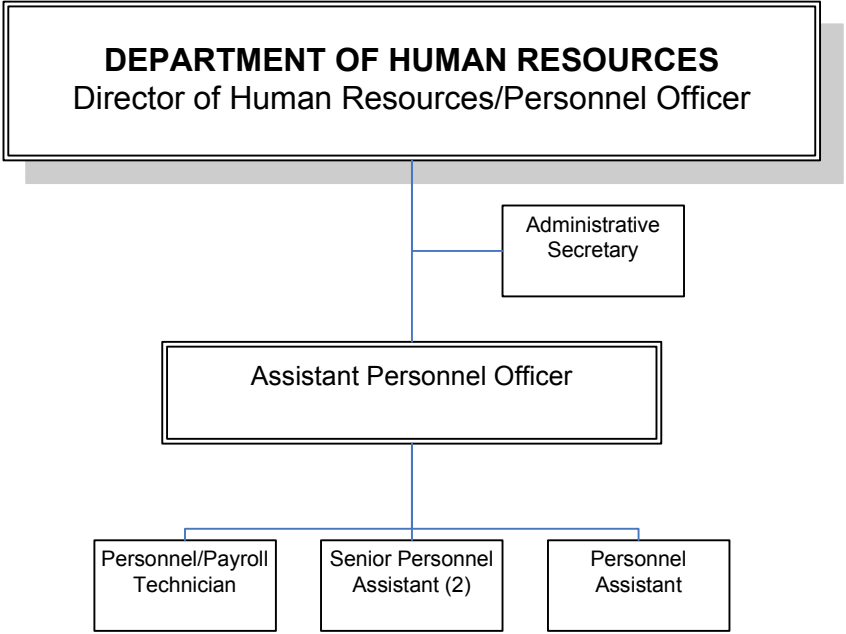 DEPARTMENT OF HUMAN RESOURCES
Director of Human Resources/Personnel Officer
Administrative
Secretary
Assistant Personnel Officer
Personnel/Payroll
Technician
Senior Personnel
Assistant (2)
Personnel
Assistant